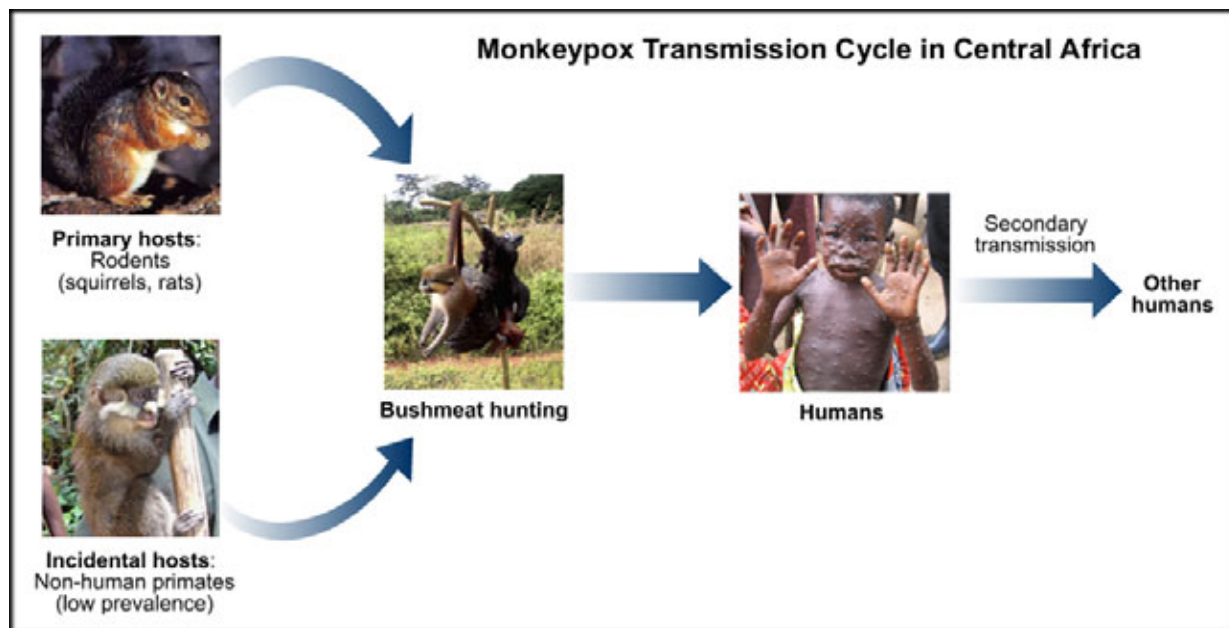 Monkeypox Transmission Cycle in Central Africa
Primary hosts:
Rodents
(squirrels, rats)
Incidental hosts:
Non-human primates
(low prevalence)
Bushmeat hunting
Humans
Secondary
transmission
Other
humans